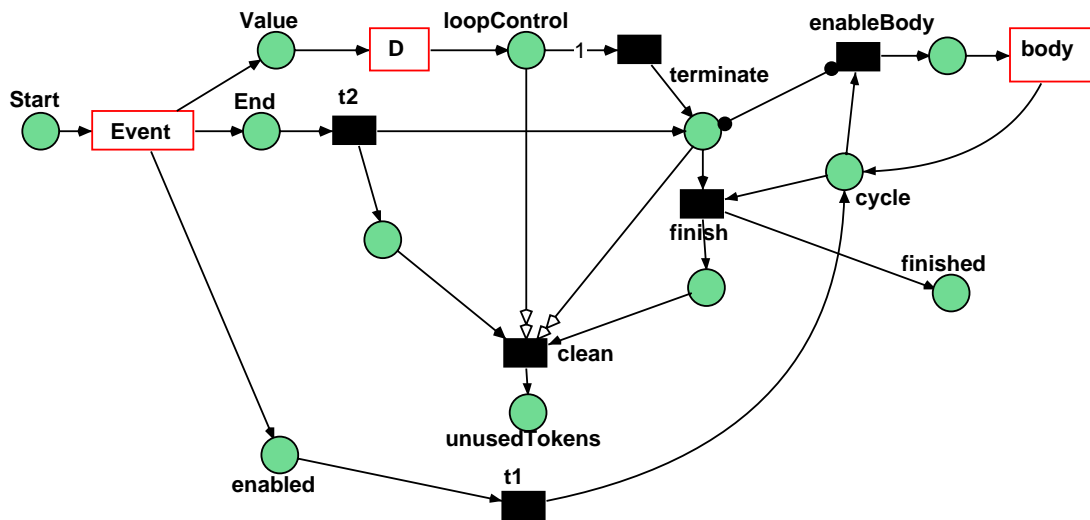 Value
loopControl
enableBody
D
1
body
terminate
Start
End
t2
Event
cycle
finish
finished
clean
unusedTokens
enabled
t1